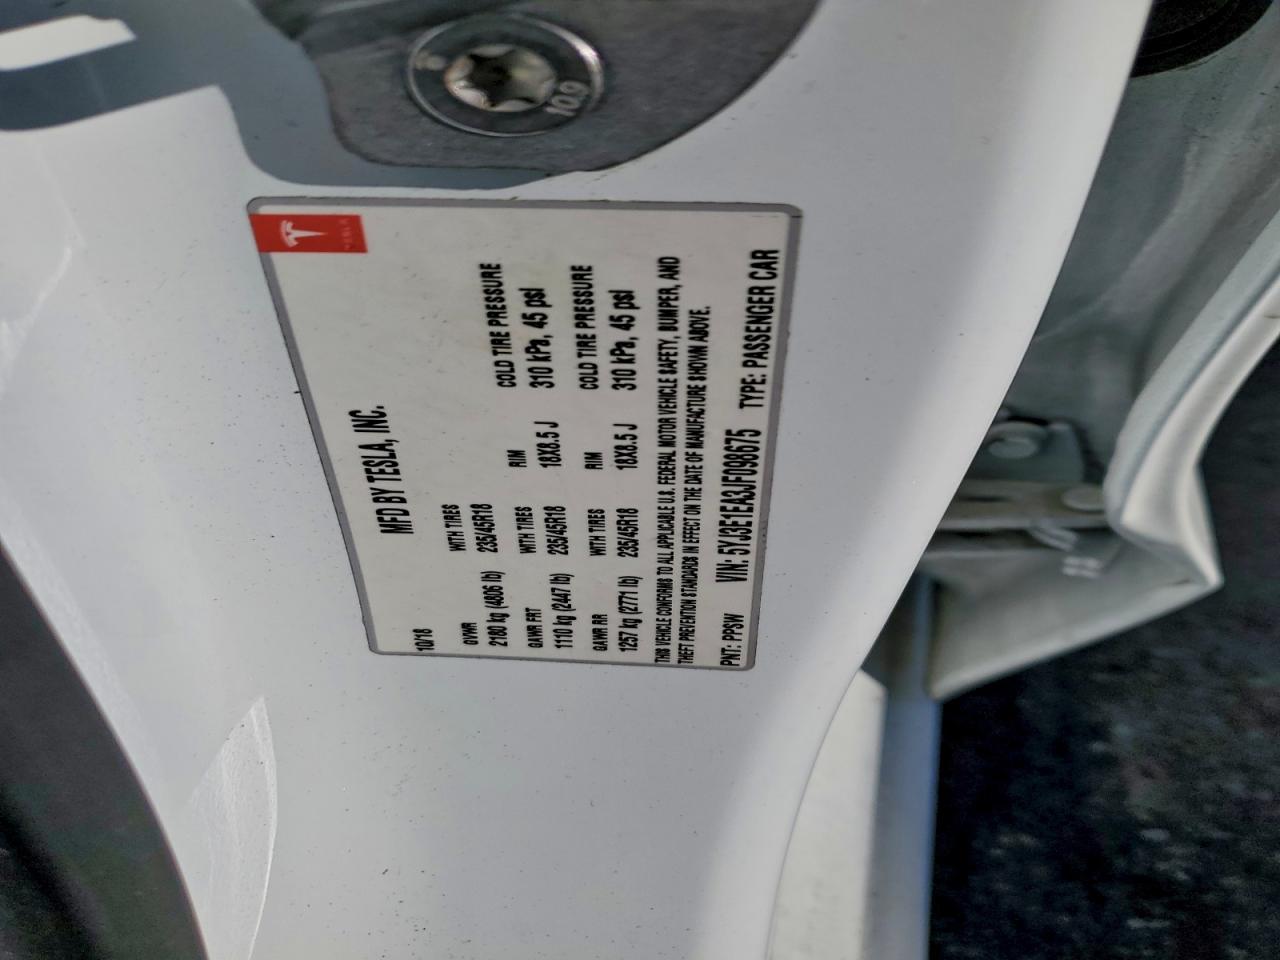 TESLA
MFD BY TESLA, INC.
10/18
GVWR WITH TIRES RIM COLD TIRE PRESSURE
2180 kg (4806 lb) 235/45R18 18X8.5 J 310 kPa, 45 psi
GAWR FRT WITH TIRES RIM COLD TIRE PRESSURE
1110 kg (2447 lb) 235/45R18 18X8.5 J 310 kPa, 45 psi
GAWR RR WITH TIRES
1257 kg (2771 lb) 235/45R18
THIS VEHICLE CONFORMS TO ALL APPLICABLE U.S. FEDERAL MOTOR VEHICLE SAFETY, BUMPER, AND
THEFT PREVENTION STANDARDS IN EFFECT ON THE DATE OF MANUFACTURE SHOWN ABOVE.
PNT: PPSW VIN: 5YJ3E1EA3JF098675 TYPE: PASSENGER CAR
10.9